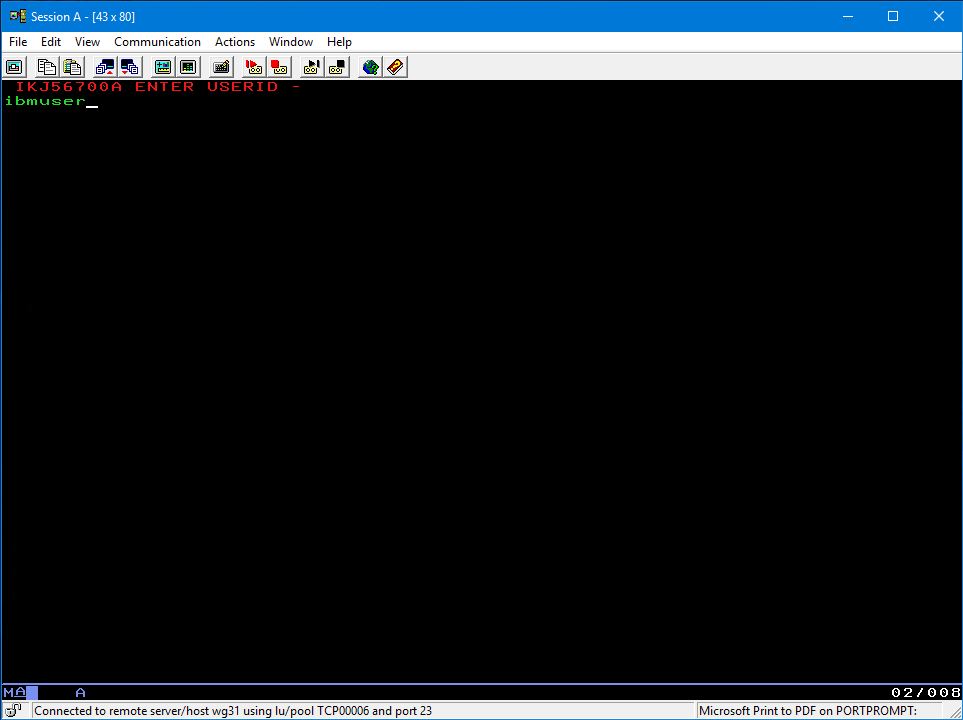 Session A - [43 x 80]
File Edit View Communication Actions Window Help
IKJ56700A ENTER USERID -
ibmuser_
MA A 02/008
Connected to remote server/host wg31 using lu/pool TCP00006 and port 23 Microsoft Print to PDF on PORTPROMPT: